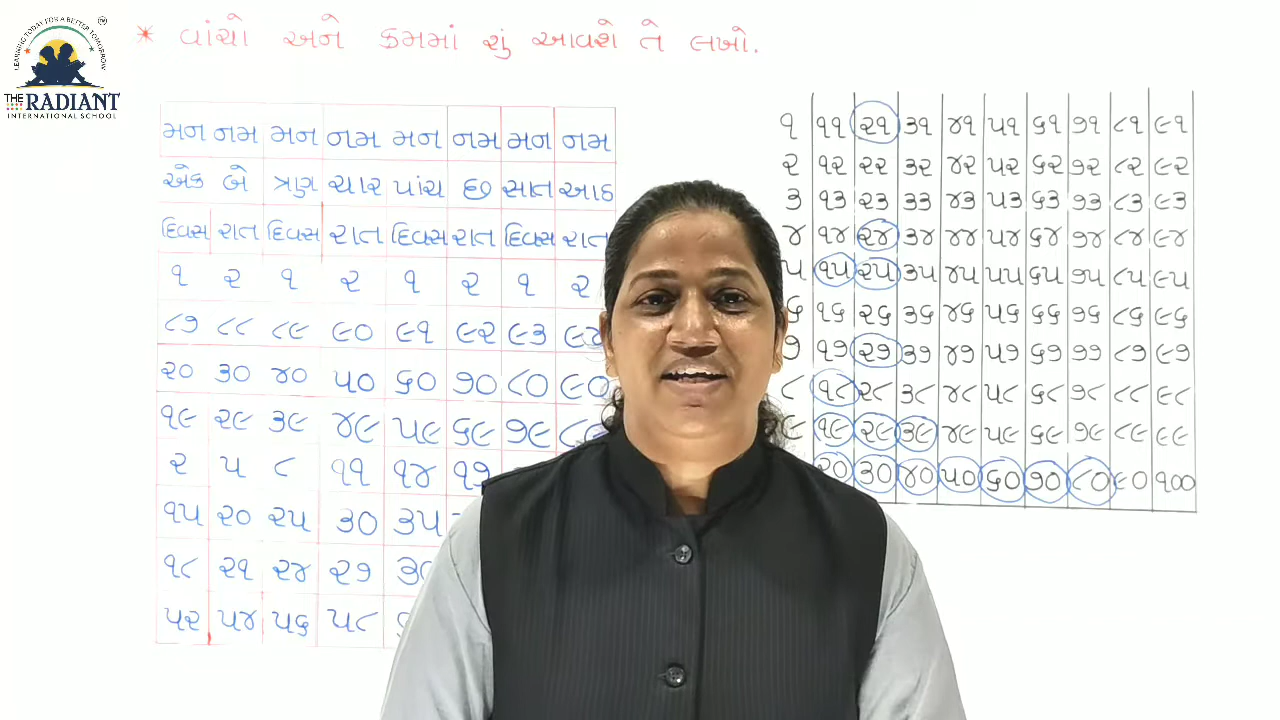 LEARNING TODAY FOR A BETTER TOMORROW
TM
THE RADIANT
INTERNATIONAL SCHOOL
* વાંચો અને ક્રમમાં શું આવશે તે લખો.
મન નમ મન નમ મન નમ મન નમ
એક બે ત્રણ ચાર પાંચ છ સાત આઠ
દિવસ રાત દિવસ રાત દિવસ રાત દિવસ રાત
૧ ૨ ૧ ૨ ૧ ૨ ૧ ૨
૮૭ ૮૮ ૮૯ ૯૦ ૯૧ ૯૨ ૯૩ ૯૪
૨૦ ૩૦ ૪૦ ૫૦ ૬૦ ૭૦ ૮૦ ૯૦
૧૯ ૨૯ ૩૯ ૪૯ ૫૯ ૬૯ ૭૯ ૮૯
૨ ૫ ૮ ૧૧ ૧૪ ૧૭
૧૫ ૨૦ ૨૫ ૩૦ ૩૫
૧૮ ૨૧ ૨૪ ૨૭
૫૨ ૫૪ ૫૬ ૫૮
૧ ૧૧ ૨૧ ૩૧ ૪૧ ૫૧ ૬૧ ૭૧ ૮૧ ૯૧
૨ ૧૨ ૨૨ ૩૨ ૪૨ ૫૨ ૬૨ ૭૨ ૮૨ ૯૨
૩ ૧૩ ૨૩ ૩૩ ૪૩ ૫૩ ૬૩ ૭૩ ૮૩ ૯૩
૪ ૧૪ ૨૪ ૩૪ ૪૪ ૫૪ ૬૪ ૭૪ ૮૪ ૯૪
૫ ૧૫ ૨૫ ૩૫ ૪૫ ૫૫ ૬૫ ૭૫ ૮૫ ૯૫
૬ ૧૬ ૨૬ ૩૬ ૪૬ ૫૬ ૬૬ ૭૬ ૮૬ ૯૬
૭ ૧૭ ૨૭ ૩૭ ૪૭ ૫૭ ૬૭ ૭૭ ૮૭ ૯૭
૮ ૧૮ ૨૮ ૩૮ ૪૮ ૫૮ ૬૮ ૭૮ ૮૮ ૯૮
૯ ૧૯ ૨૯ ૩૯ ૪૯ ૫૯ ૬૯ ૭૯ ૮૯ ૯૯
૨૦ ૩૦ ૪૦ ૫૦ ૬૦ ૭૦ ૮૦ ૯૦ ૧૦૦